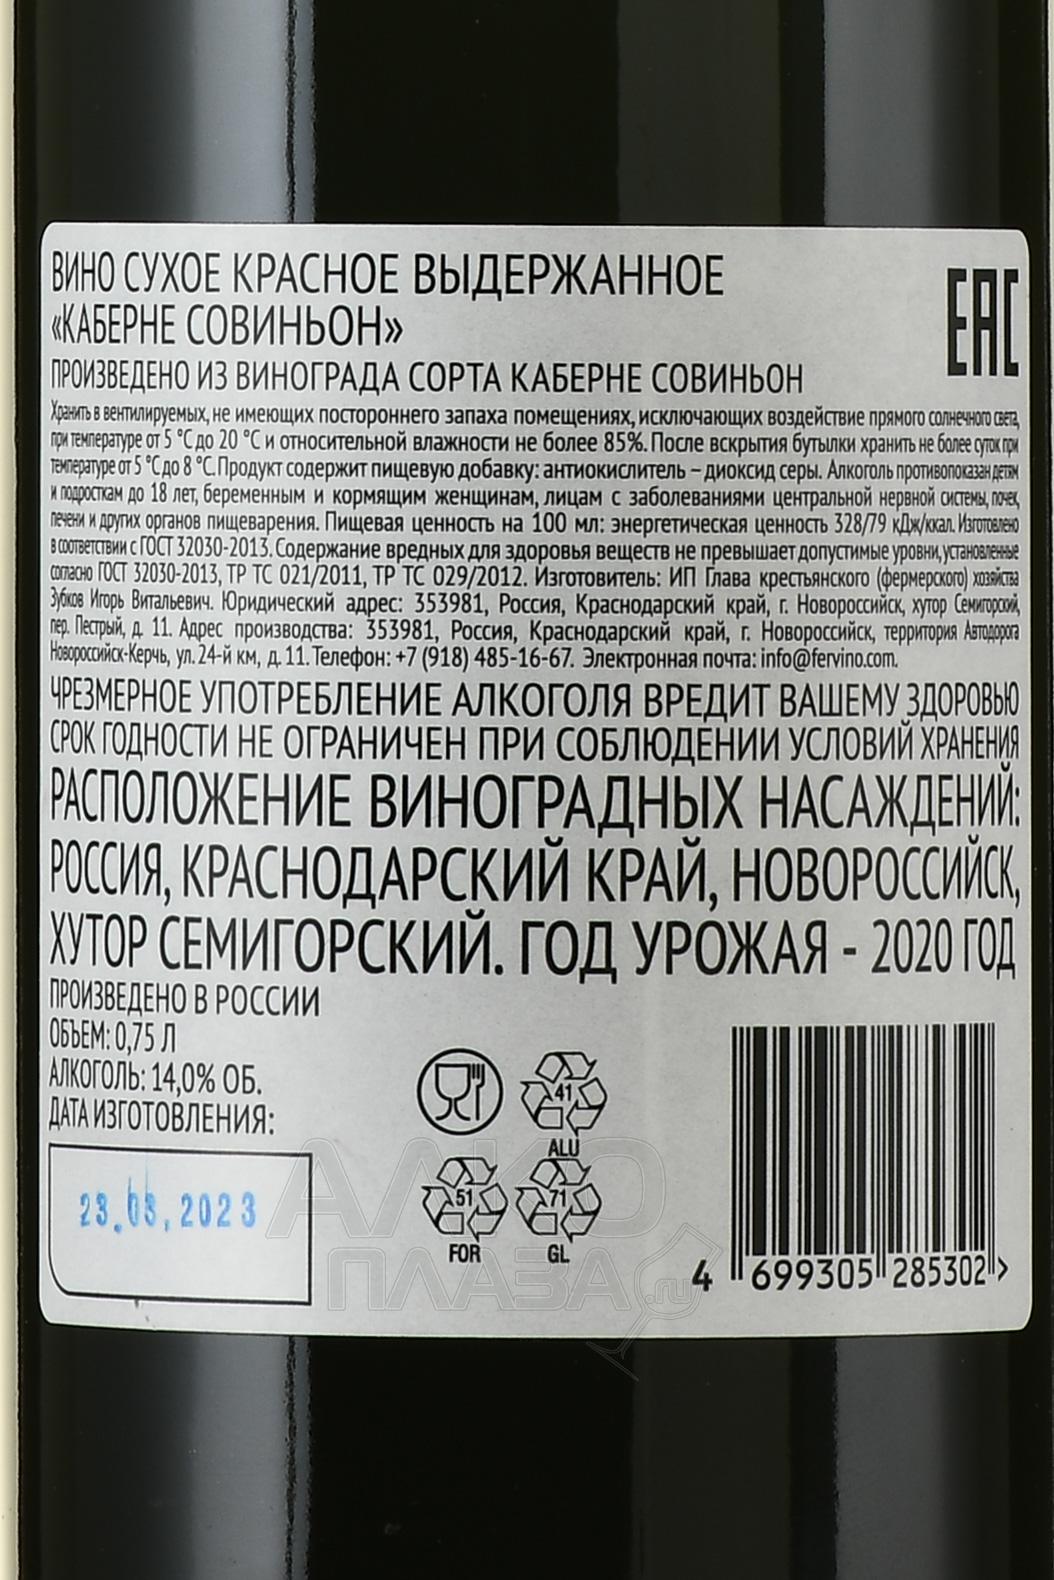 ВИНО СУХОЕ КРАСНОЕ ВЫДЕРЖАННОЕ
«КАБЕРНЕ СОВИНЬОН»
EAC
ПРОИЗВЕДЕНО ИЗ ВИНОГРАДА СОРТА КАБЕРНЕ СОВИНЬОН
Хранить в вентилируемых, не имеющих постороннего запаха помещениях, исключающих воздействие прямого солнечного света,
при температуре от 5 °С до 20 °С и относительной влажности не более 85%. После вскрытия бутылки хранить не более суток при
температуре от 5 °С до 8 °С. Продукт содержит пищевую добавку: антиокислитель – диоксид серы. Алкоголь противопоказан детям
и подросткам до 18 лет, беременным и кормящим женщинам, лицам с заболеваниями центральной нервной системы, почек,
печени и других органов пищеварения. Пищевая ценность на 100 мл: энергетическая ценность 328/79 кДж/ккал. Изготовлено
в соответствии с ГОСТ 32030-2013. Содержание вредных для здоровья веществ не превышает допустимые уровни, установленные
согласно ГОСТ 32030-2013, ТР ТС 021/2011, ТР ТС 029/2012. Изготовитель: ИП Глава крестьянского (фермерского) хозяйства
Зубков Игорь Витальевич. Юридический адрес: 353981, Россия, Краснодарский край, г. Новороссийск, хутор Семигорский,
пер. Пестрый, д. 11. Адрес производства: 353981, Россия, Краснодарский край, г. Новороссийск, территория Автодорога
Новороссийск-Керчь, ул. 24-й км, д. 11. Телефон: +7 (918) 485-16-67. Электронная почта: info@fervino.com.
ЧРЕЗМЕРНОЕ УПОТРЕБЛЕНИЕ АЛКОГОЛЯ ВРЕДИТ ВАШЕМУ ЗДОРОВЬЮ
СРОК ГОДНОСТИ НЕ ОГРАНИЧЕН ПРИ СОБЛЮДЕНИИ УСЛОВИЙ ХРАНЕНИЯ
РАСПОЛОЖЕНИЕ ВИНОГРАДНЫХ НАСАЖДЕНИЙ:
РОССИЯ, КРАСНОДАРСКИЙ КРАЙ, НОВОРОССИЙСК,
ХУТОР СЕМИГОРСКИЙ. ГОД УРОЖАЯ - 2020 ГОД
ПРОИЗВЕДЕНО В РОССИИ
ОБЪЕМ: 0,75 Л
АЛКОГОЛЬ: 14,0% ОБ.
ДАТА ИЗГОТОВЛЕНИЯ:
23. , 2023
41
ALU
51
FOR
71
GL
4 699305 285302 >
АЛКО
ПЛАЗА.ru